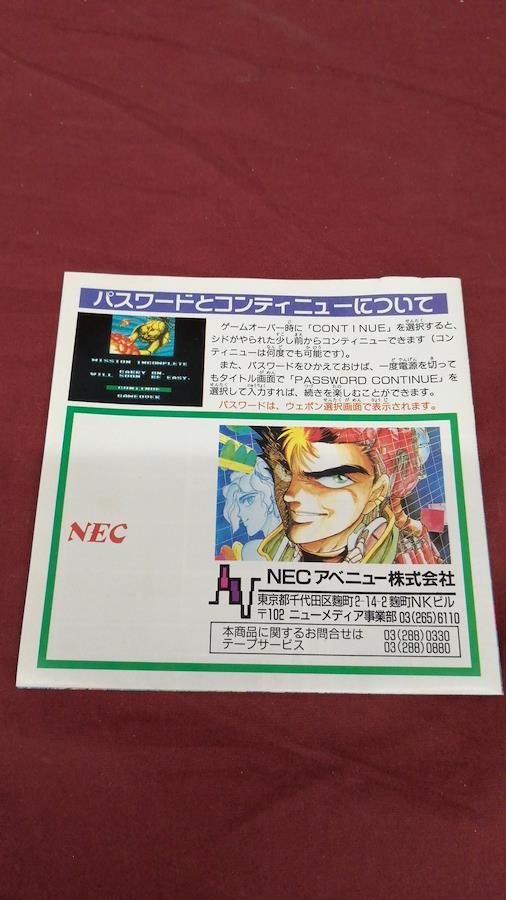 パスワードとコンティニューについて
MISSION INCOMPLETE
CARRY ON.
WILL SOON BE EASY.
CONTINUE
GAMEOVER
ゲームオーバー時に「CONTINUE」を選択すると、
シドがやられた少し前からコンティニューできます(コン
ティニューは何度でも可能です)。
また、パスワードをひかえておけば、一度電源を切って
もタイトル画面で「PASSWORD CONTINUE」を
選択して入力すれば、続きを楽しむことができます。
パスワードは、ウェポン選択画面で表示されます。
NEC
NECアベニュー株式会社
東京都千代田区麹町2-14-2麹町NKビル
〒102 ニューメディア事業部 03(265)6110
本商品に関するお問合せは 03(288)0330
テープサービス 03(288)0880